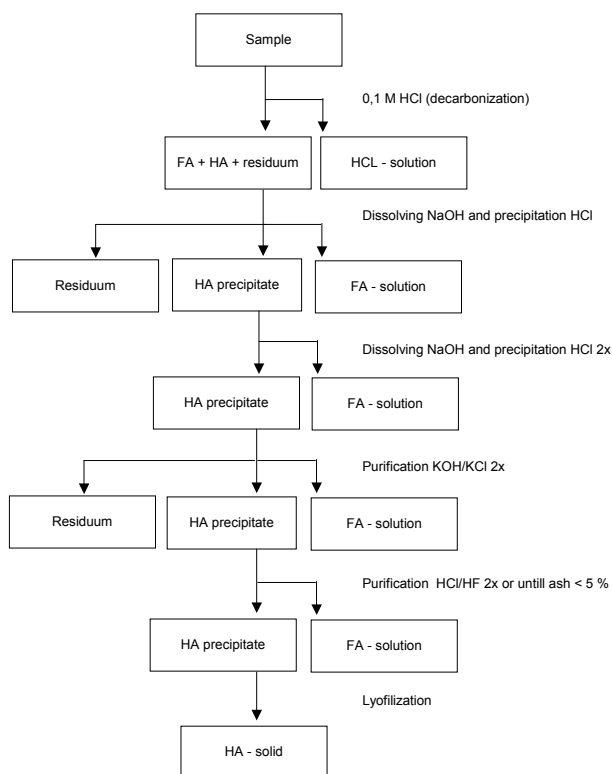 Sample
0,1 M HCl (decarbonization)
FA + HA + residuum
HCL - solution
Dissolving NaOH and precipitation HCl
Residuum
HA precipitate
FA - solution
Dissolving NaOH and precipitation HCl 2x
HA precipitate
FA - solution
Purification KOH/KCl 2x
Residuum
HA precipitate
FA - solution
Purification HCl/HF 2x or untill ash < 5 %
HA precipitate
FA - solution
Lyofilization
HA - solid